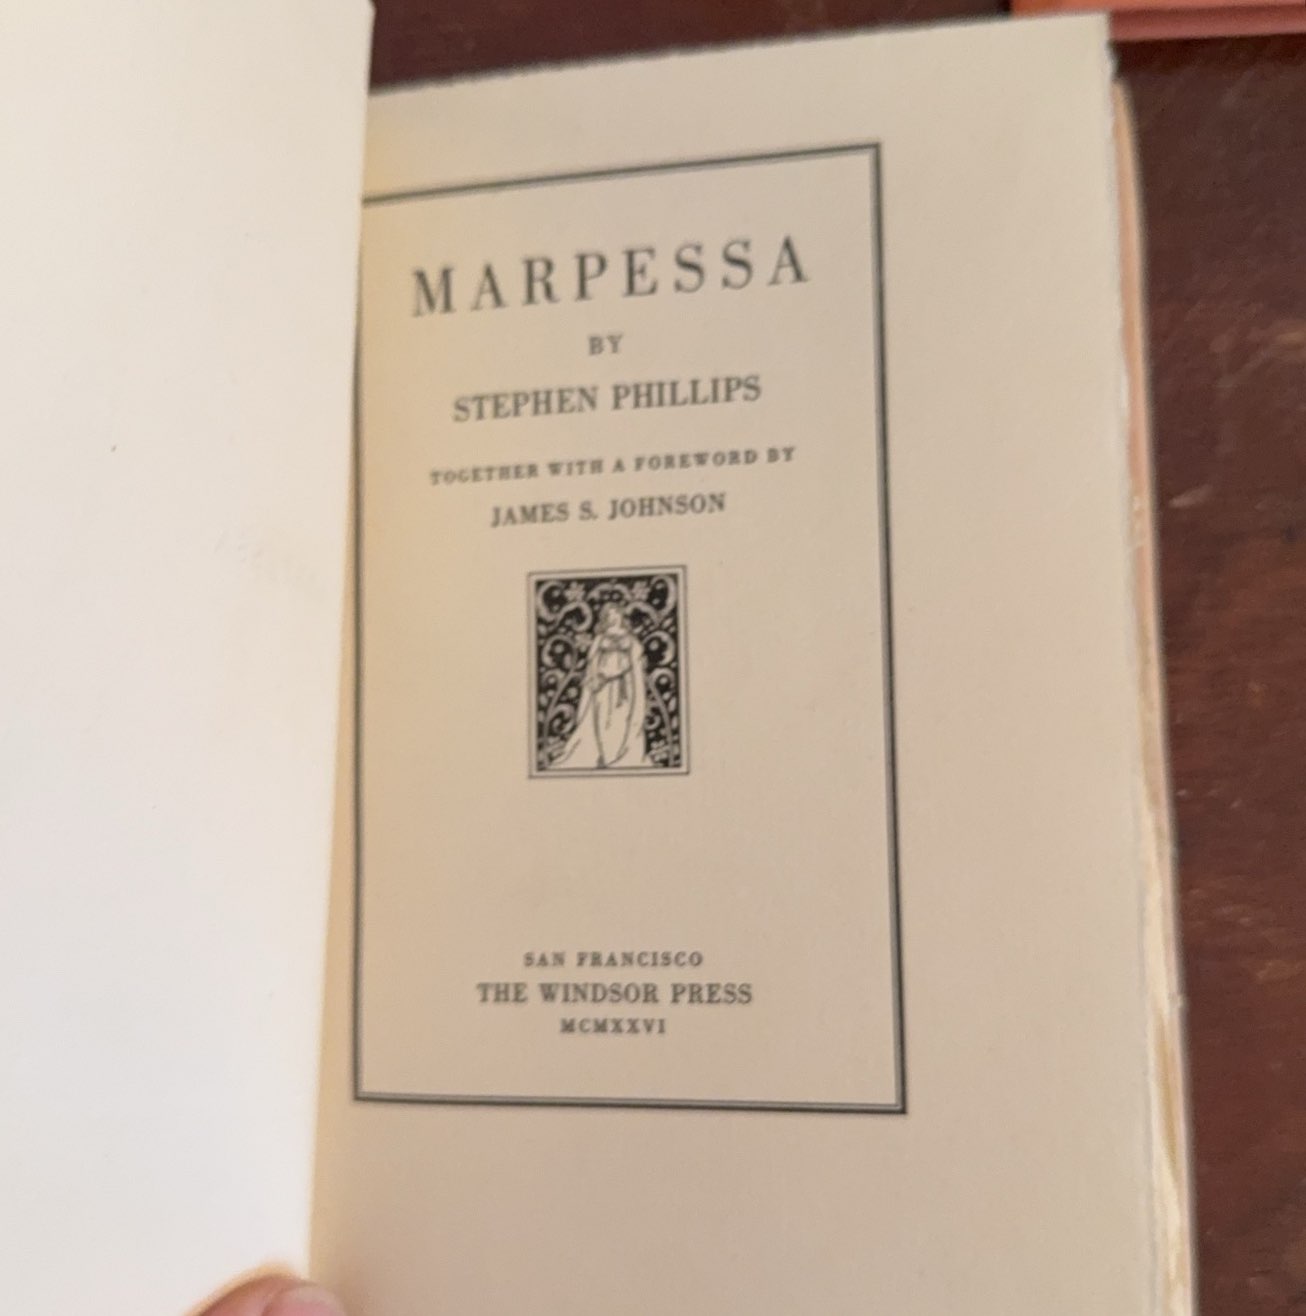 MARPESSA
BY
STEPHEN PHILLIPS
TOGETHER WITH A FOREWORD BY
JAMES S. JOHNSON
SAN FRANCISCO
THE WINDSOR PRESS
MCMXXVI